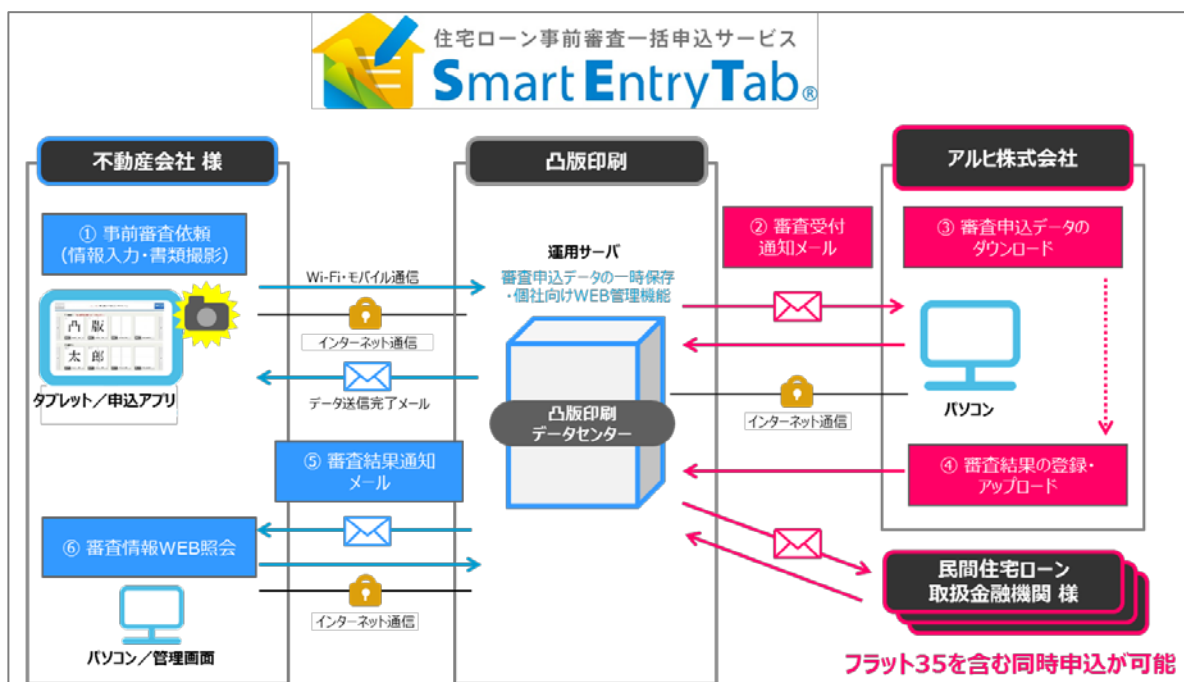 住宅ローン事前審査一括申込サービス
Smart EntryTab®
不動産会社 様
凸版印刷
アルヒ株式会社
① 事前審査依頼
(情報入力・書類撮影)
Wi-Fi・モバイル通信
運用サーバ
審査申込データの一時保存
・個社向けWEB管理機能
② 審査受付
通知メール
③ 審査申込データの
ダウンロード
凸 版
太 郎
インターネット通信
タブレット／申込アプリ
データ送信完了メール
凸版印刷
データセンター
インターネット通信
パソコン
⑤ 審査結果通知
メール
④ 審査結果の登録・
アップロード
⑥ 審査情報WEB照会
インターネット通信
パソコン／管理画面
民間住宅ローン
取扱金融機関 様
フラット35を含む同時申込が可能